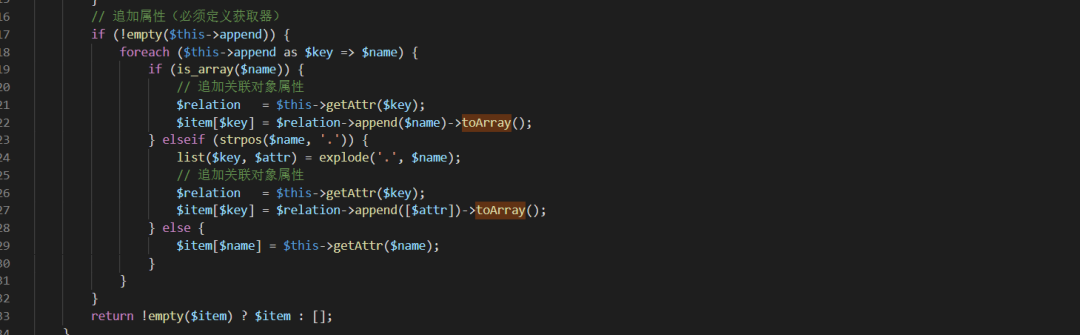 }
16 // 追加属性（必须定义获取器）
17 if (!empty($this->append)) {
18 foreach ($this->append as $key => $name) {
19 if (is_array($name)) {
20 // 追加关联对象属性
21 $relation   = $this->getAttr($key);
22 $item[$key] = $relation->append($name)->toArray();
23 } elseif (strpos($name, '.')) {
24 list($key, $attr) = explode('.', $name);
25 // 追加关联对象属性
26 $relation   = $this->getAttr($key);
27 $item[$key] = $relation->append([$attr])->toArray();
28 } else {
29 $item[$name] = $this->getAttr($name);
30 }
31 }
32 }
33 return !empty($item) ? $item : [];
34 }